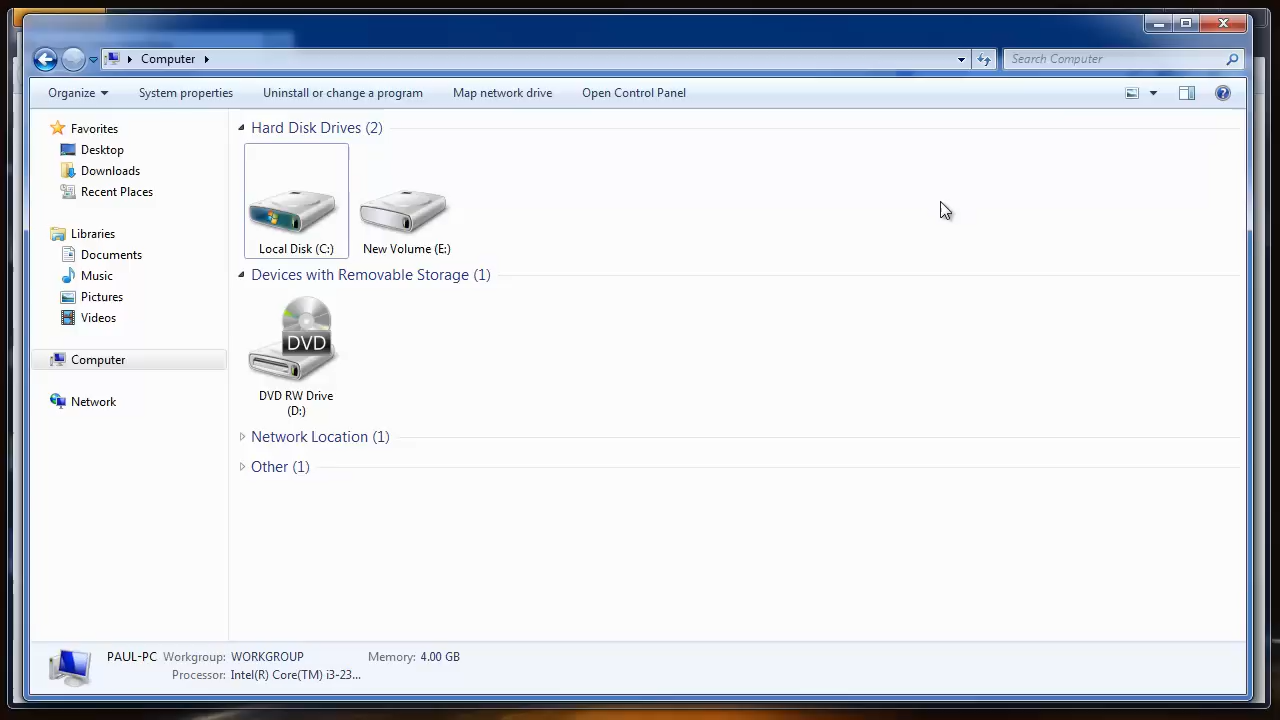 Computer
Search Computer
Organize
System properties
Uninstall or change a program
Map network drive
Open Control Panel
Favorites
Desktop
Downloads
Recent Places
Libraries
Documents
Music
Pictures
Videos
Computer
Network
Hard Disk Drives (2)
Local Disk (C:)
New Volume (E:)
Devices with Removable Storage (1)
DVD
DVD RW Drive
(D:)
Network Location (1)
Other (1)
PAUL-PC Workgroup: WORKGROUP Memory: 4.00 GB
Processor: Intel(R) Core(TM) i3-23...